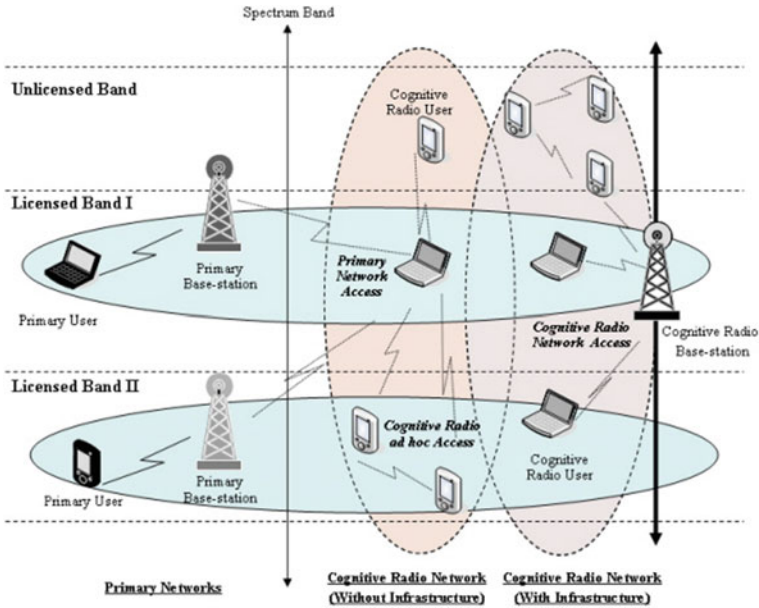 Spectrum Band
Unlicensed Band
Cognitive
Radio User
Licensed Band I
Primary
Base-station
Primary
Network
Access
Primary User
Cognitive Radio
Network Access
Cognitive Radio
Base-station
Licensed Band II
Cognitive Radio
ad hoc Access
Primary User
Primary
Base-station
Cognitive
Radio User
Primary Networks
Cognitive Radio Network
(Without Infrastructure)
Cognitive Radio Network
(With Infrastructure)